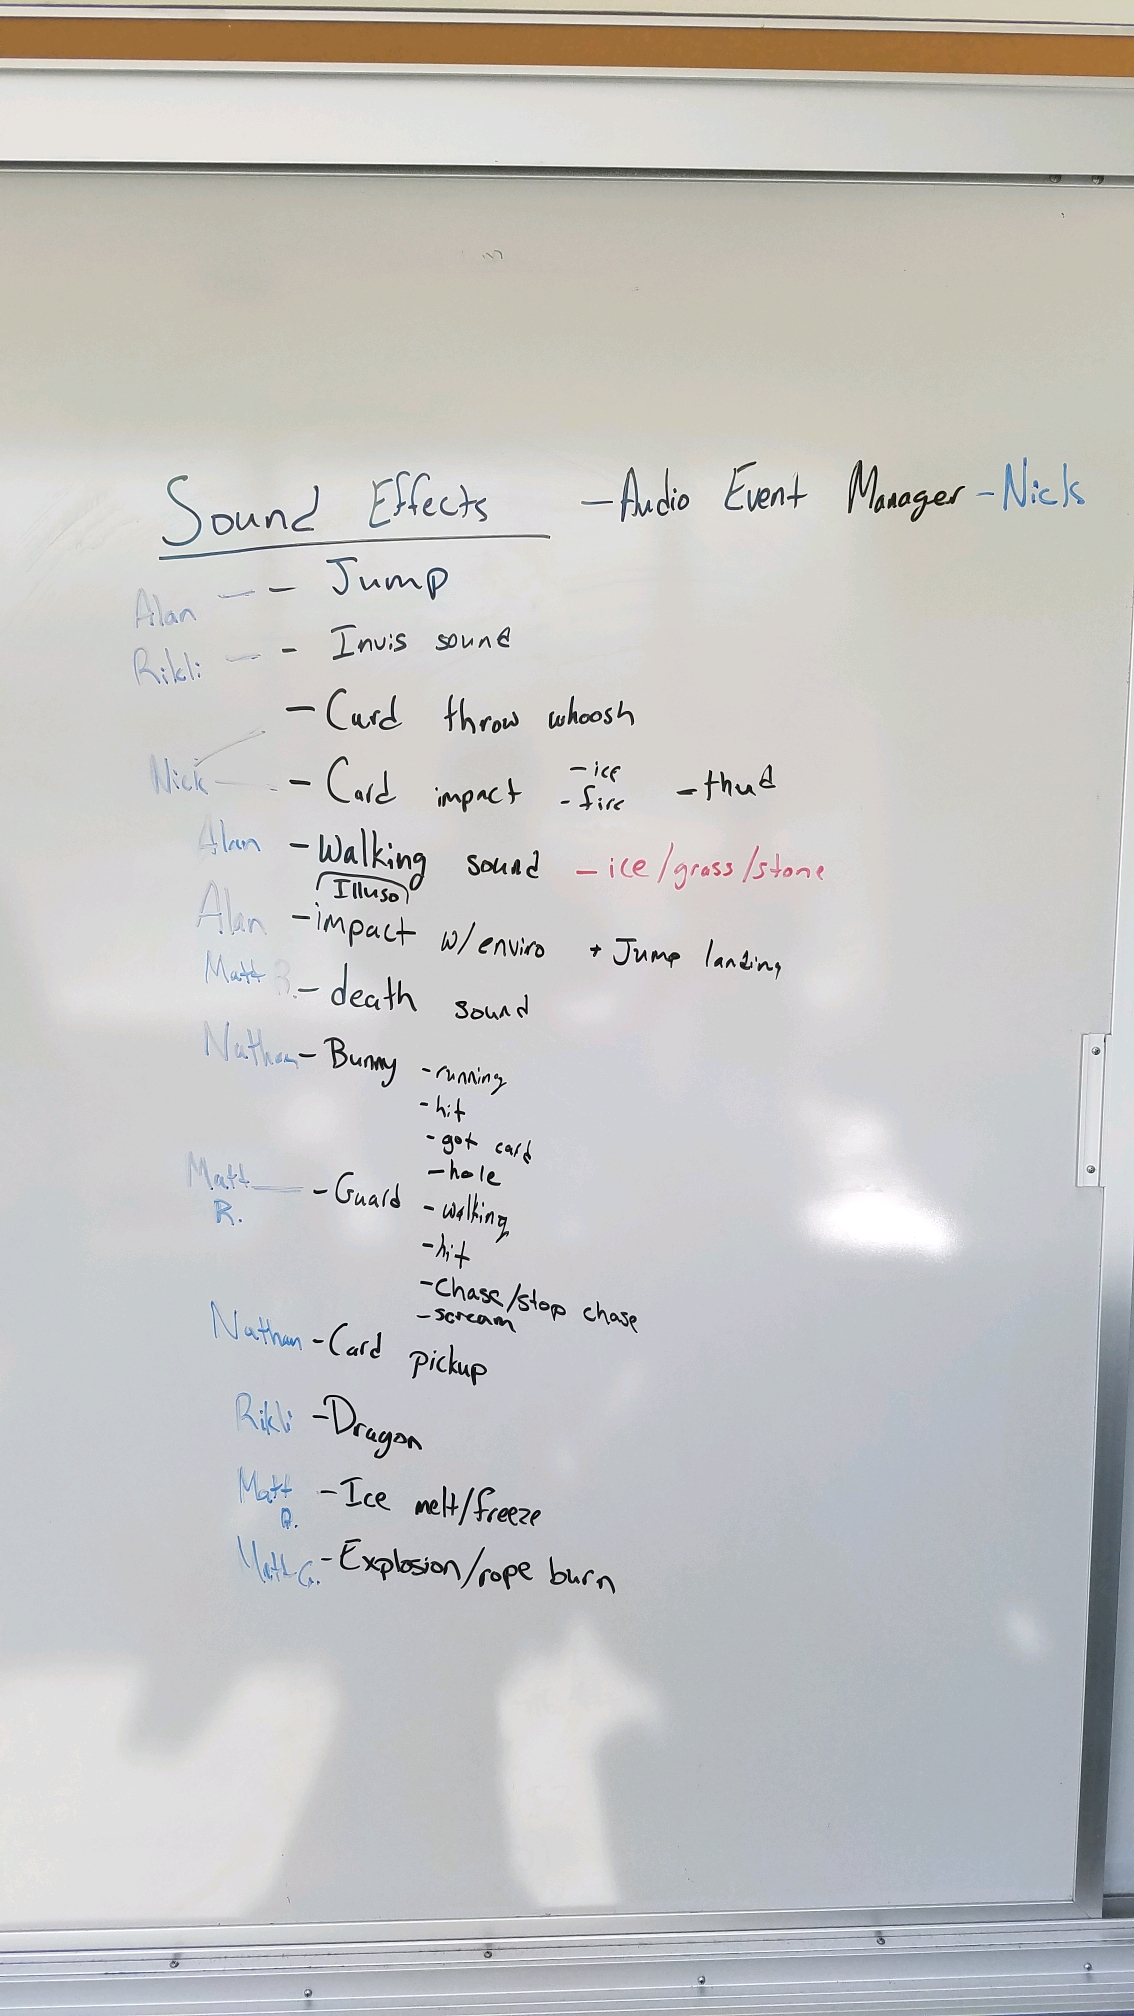 Sound Effects - Audio Event Manager - Nick
Alan - Jump
Rikli - Invis sound
- Card throw whoosh
Nick - Card impact - ice - thud
- fire
Alan - Walking sound - ice/grass/stone
(Illuso)
Alan - impact w/enviro + Jump landing
Matt - death sound
Nathan - Bunny - running
- hit
- got card
- hole
Matt R. - Guard - walking
- hit
- Chase/stop chase
- scream
Nathan - Card pickup
Rikli - Dragon
Matt - Ice melt/freeze
Matt G. - Explosion/rope burn